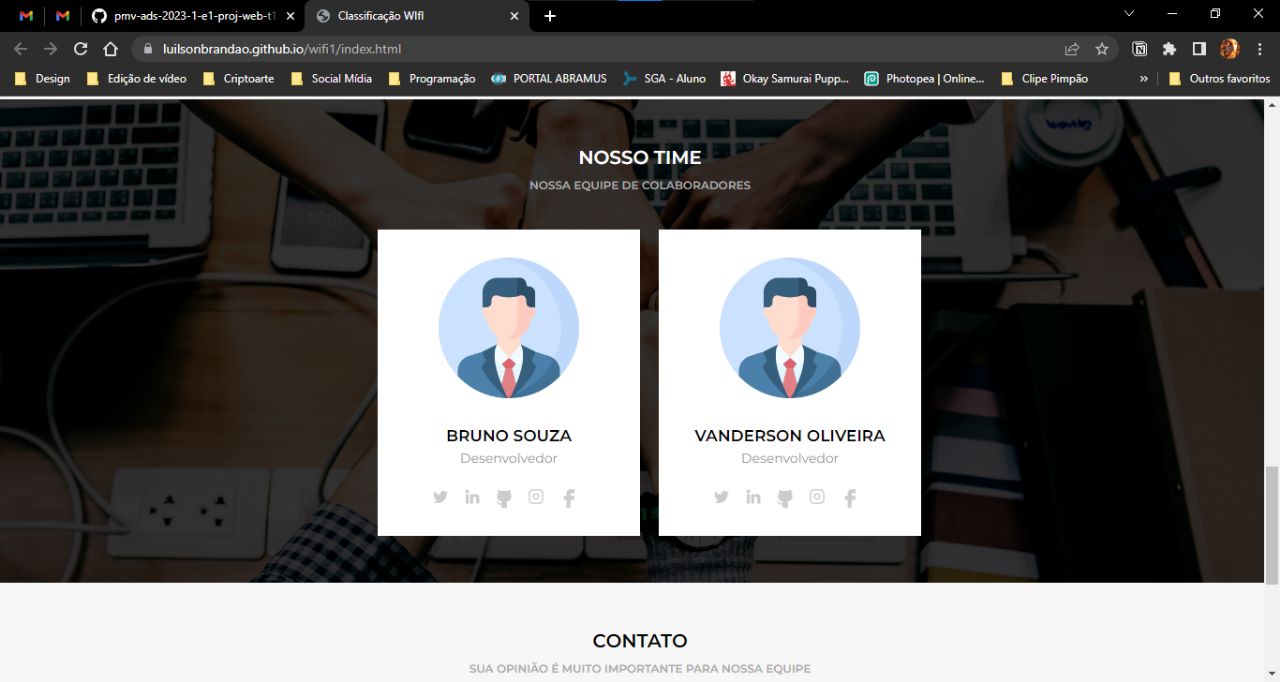 pmv-ads-2023-1-e1-proj-web-t1
Classificação WIfI
luilsonbrandao.github.io/wifi1/index.html
Design
Edição de vídeo
Criptoarte
Social Mídia
Programação
PORTAL ABRAMUS
SGA - Aluno
Okay Samurai Pupp...
Photopea | Online...
Clipe Pimpão
»
Outros favoritos
NOSSO TIME
NOSSA EQUIPE DE COLABORADORES
BRUNO SOUZA
Desenvolvedor
VANDERSON OLIVEIRA
Desenvolvedor
CONTATO
SUA OPINIÃO É MUITO IMPORTANTE PARA NOSSA EQUIPE